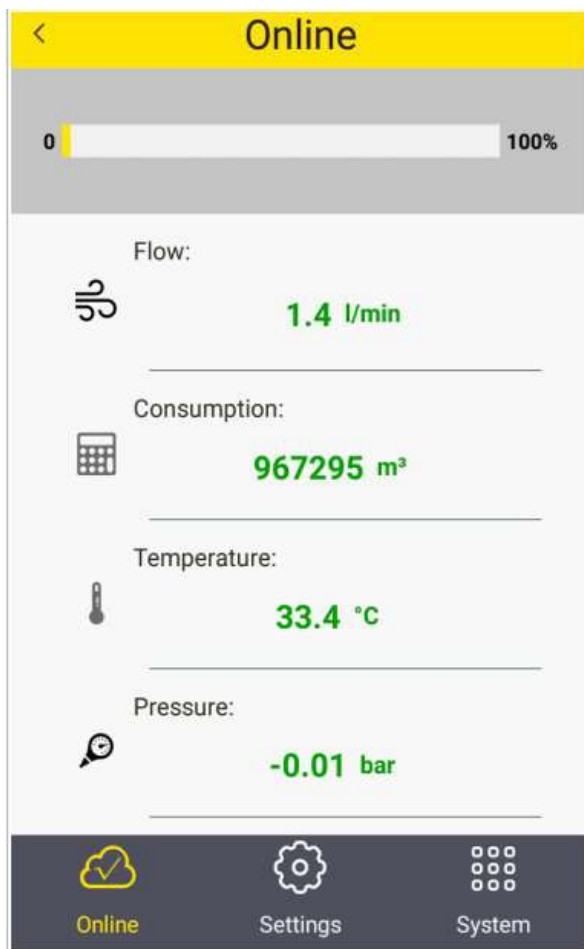 Online
0 100%
Flow:
1.4 l/min
Consumption:
967295 m³
Temperature:
33.4 °C
Pressure:
-0.01 bar
Online Settings System